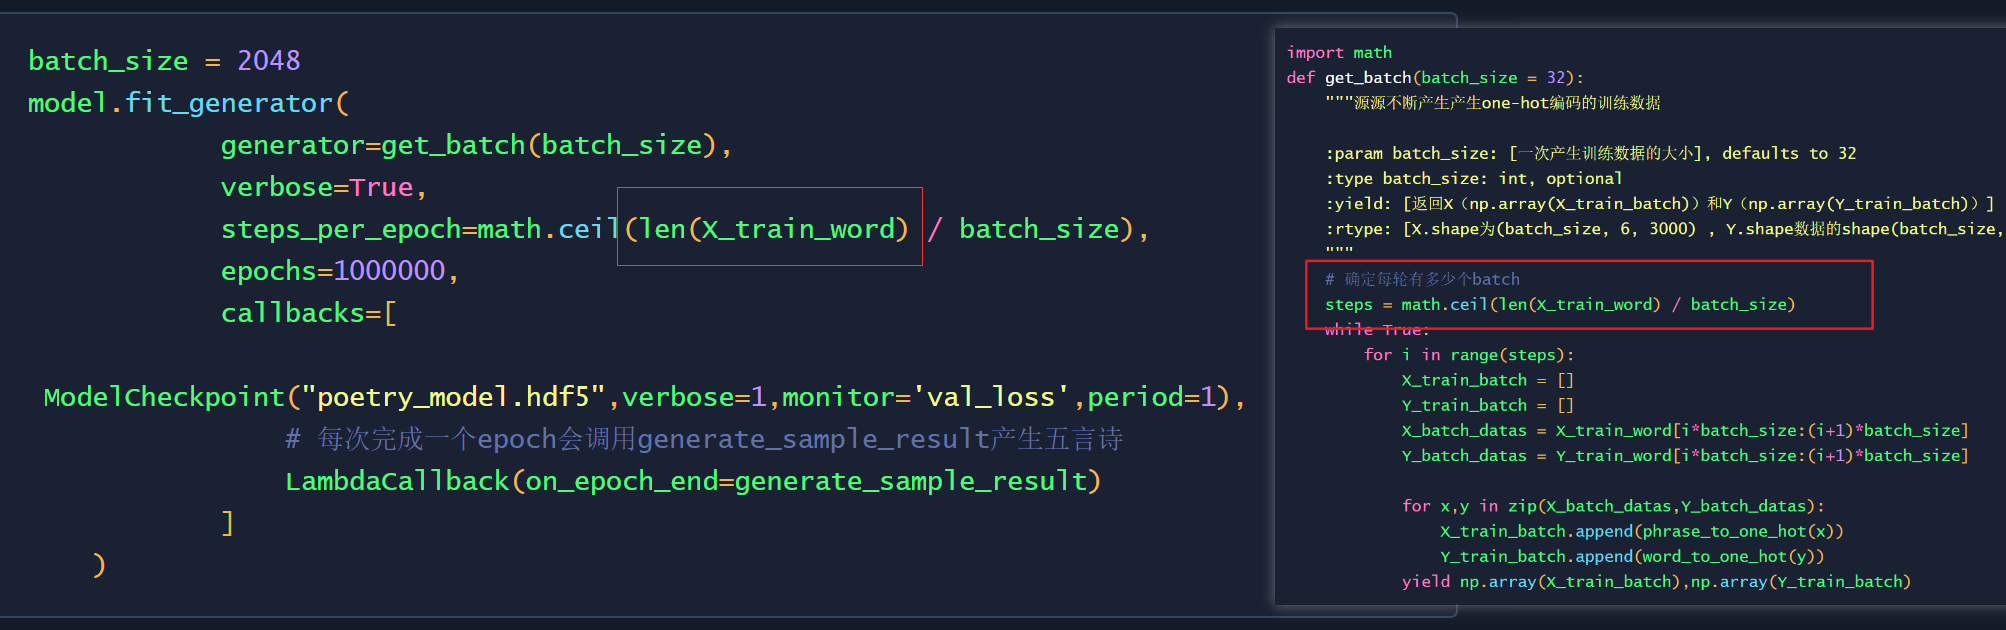 batch_size = 2048
model.fit_generator(
generator=get_batch(batch_size),
verbose=True,
steps_per_epoch=math.ceil(len(X_train_word) / batch_size),
epochs=1000000,
callbacks=[
ModelCheckpoint("poetry_model.hdf5",verbose=1,monitor='val_loss',period=1),
# 每次完成一个epoch会调用generate_sample_result产生五言诗
LambdaCallback(on_epoch_end=generate_sample_result)
]
)
import math
def get_batch(batch_size = 32):
"""源源不断产生产生one-hot编码的训练数据
:param batch_size: [一次产生训练数据的大小], defaults to 32
:type batch_size: int, optional
:yield: [返回X（np.array(X_train_batch)）和Y（np.array(Y_train_batch)）]
:rtype: [X.shape为(batch_size, 6, 3000) , Y.shape数据的shape(batch_size,
"""
# 确定每轮有多少个batch
steps = math.ceil(len(X_train_word) / batch_size)
while True:
for i in range(steps):
X_train_batch = []
Y_train_batch = []
X_batch_datas = X_train_word[i*batch_size:(i+1)*batch_size]
Y_batch_datas = Y_train_word[i*batch_size:(i+1)*batch_size]
for x,y in zip(X_batch_datas,Y_batch_datas):
X_train_batch.append(phrase_to_one_hot(x))
Y_train_batch.append(word_to_one_hot(y))
yield np.array(X_train_batch),np.array(Y_train_batch)